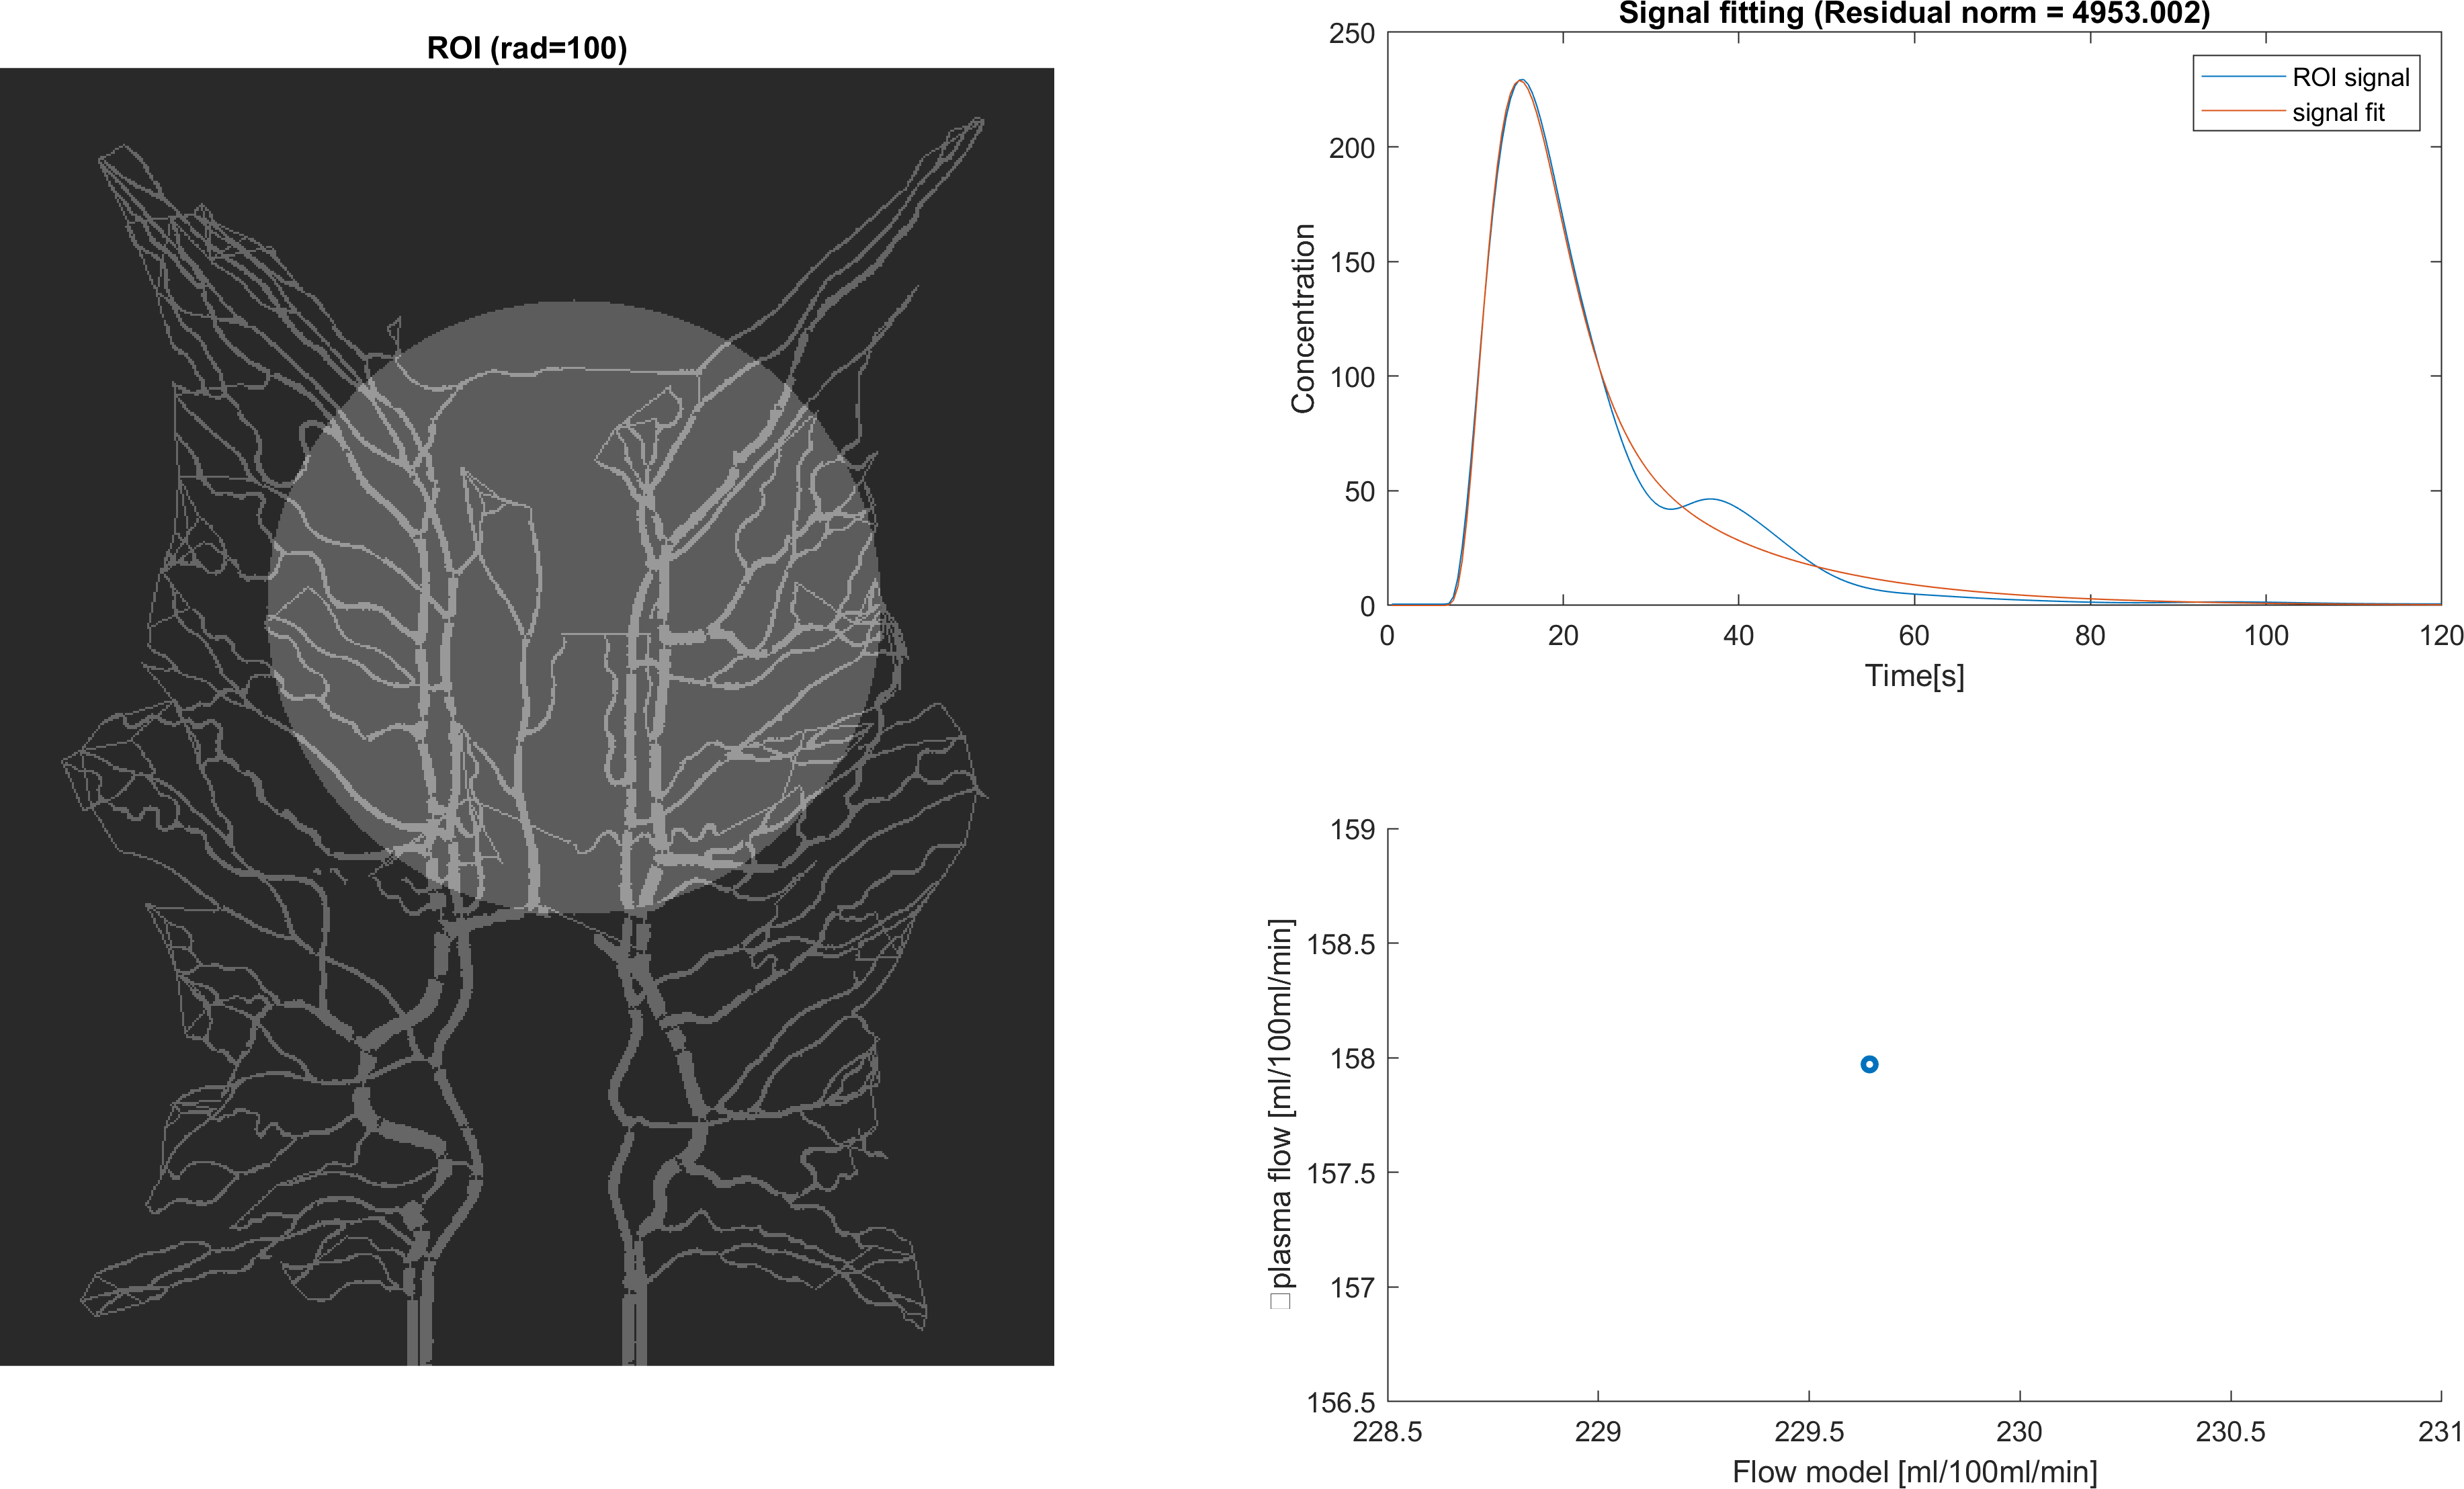 ROI (rad=100)
Signal fitting (Residual norm = 4953.002)
250
200
150
100
50
0
Concentration
ROI signal
signal fit
0 20 40 60 80 100 120
Time[s]
159
158.5
158
157.5
157
156.5
□plasma flow [ml/100ml/min]
228.5 229 229.5 230 230.5 231
Flow model [ml/100ml/min]